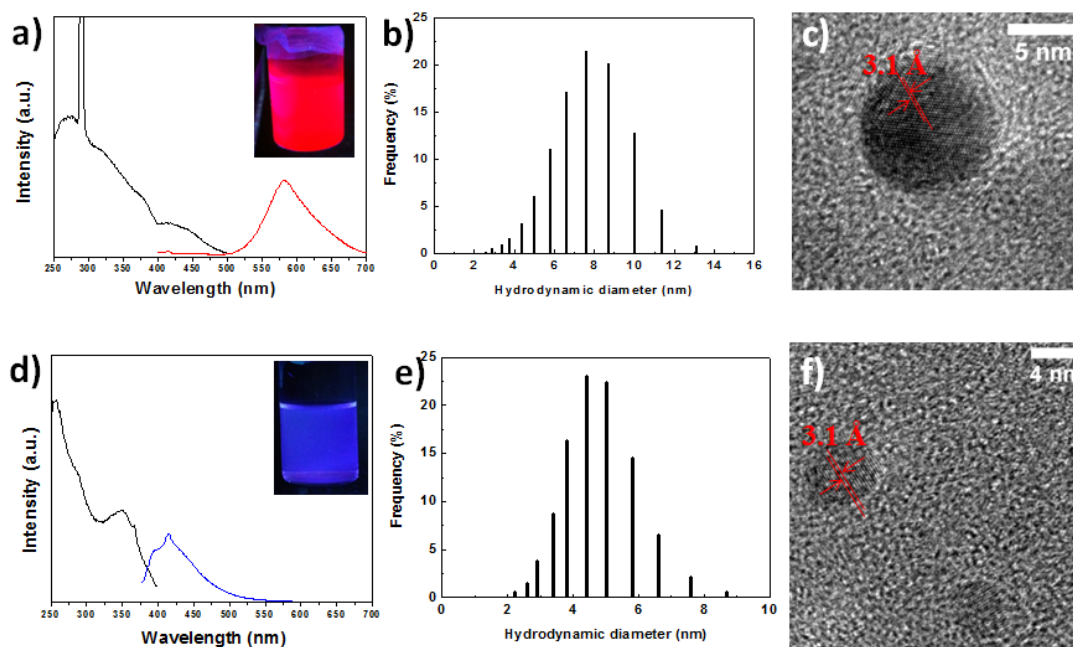 a)
Intensity (a.u.)
250 300 350 400 450 500 550 600 650 700
Wavelength (nm)
b)
Frequency (%)
25
20
15
10
5
0
0 2 4 6 8 10 12 14 16
Hydrodynamic diameter (nm)
c)
5 nm
3.1 Å
d)
Intensity (a.u.)
250 300 350 400 450 500 550 600 650 700
Wavelength (nm)
e)
Frequency (%)
25
20
15
10
5
0
0 2 4 6 8 10
Hydrodynamic diameter (nm)
f)
4 nm
3.1 Å